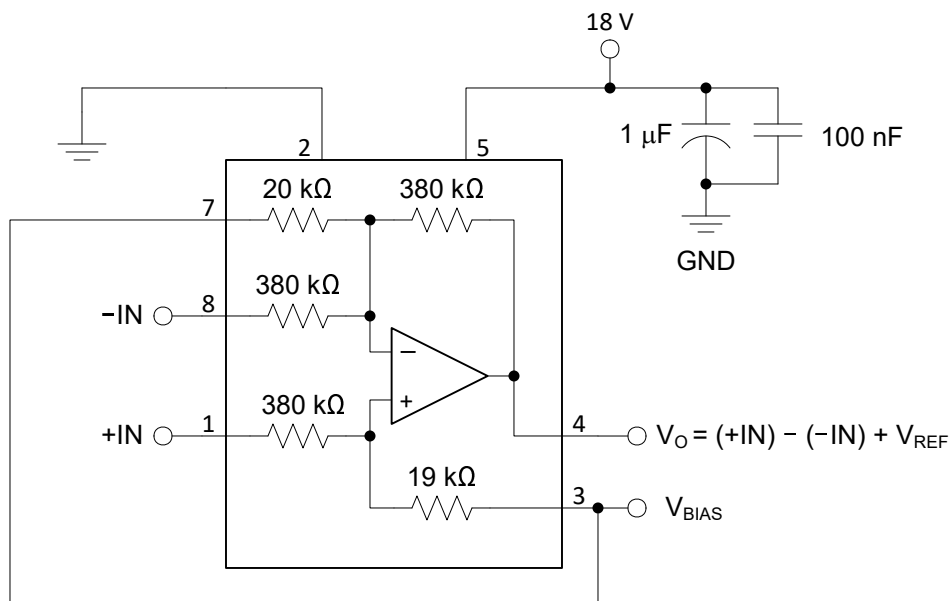 18 V
2
5
1 μF
100 nF
20 kΩ
380 kΩ
7
GND
380 kΩ
−IN
8
−
+
380 kΩ
+IN
1
4
V_O = (+IN) − (−IN) + V_REF
19 kΩ
3
V_BIAS